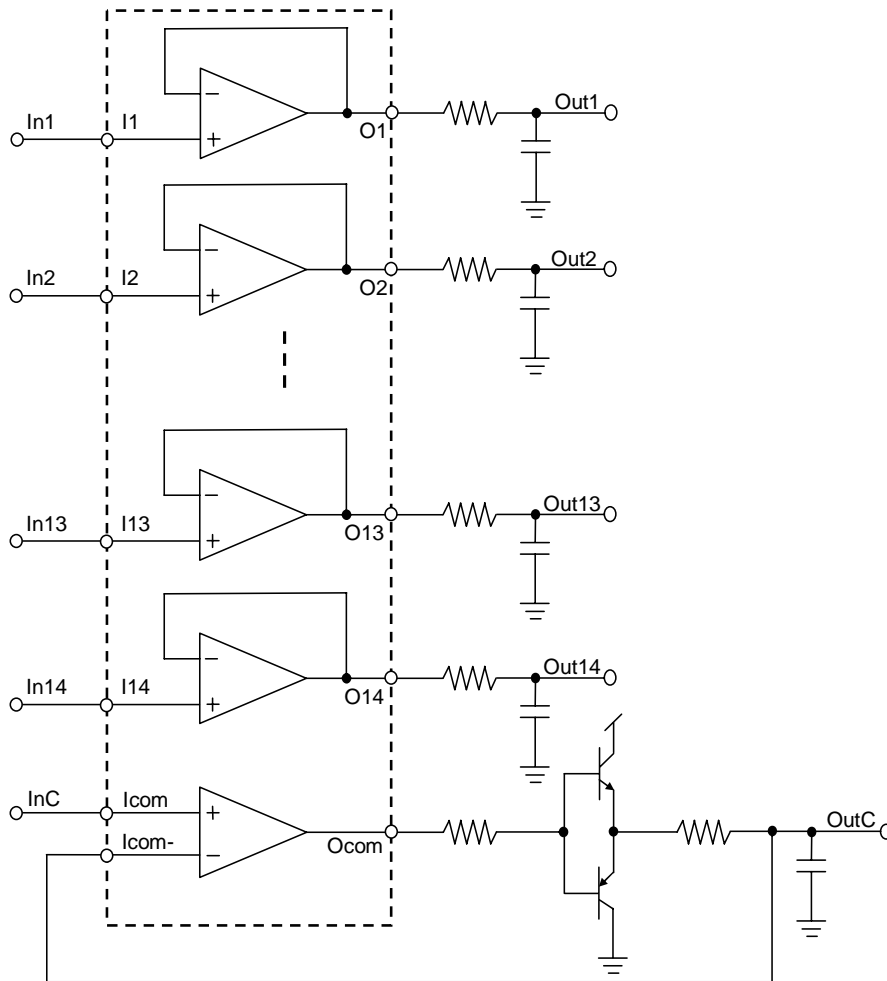 In1 I1 O1 Out1
In2 I2 O2 Out2
In13 I13 O13 Out13
In14 I14 O14 Out14
InC Icom Ocom OutC
Icom-